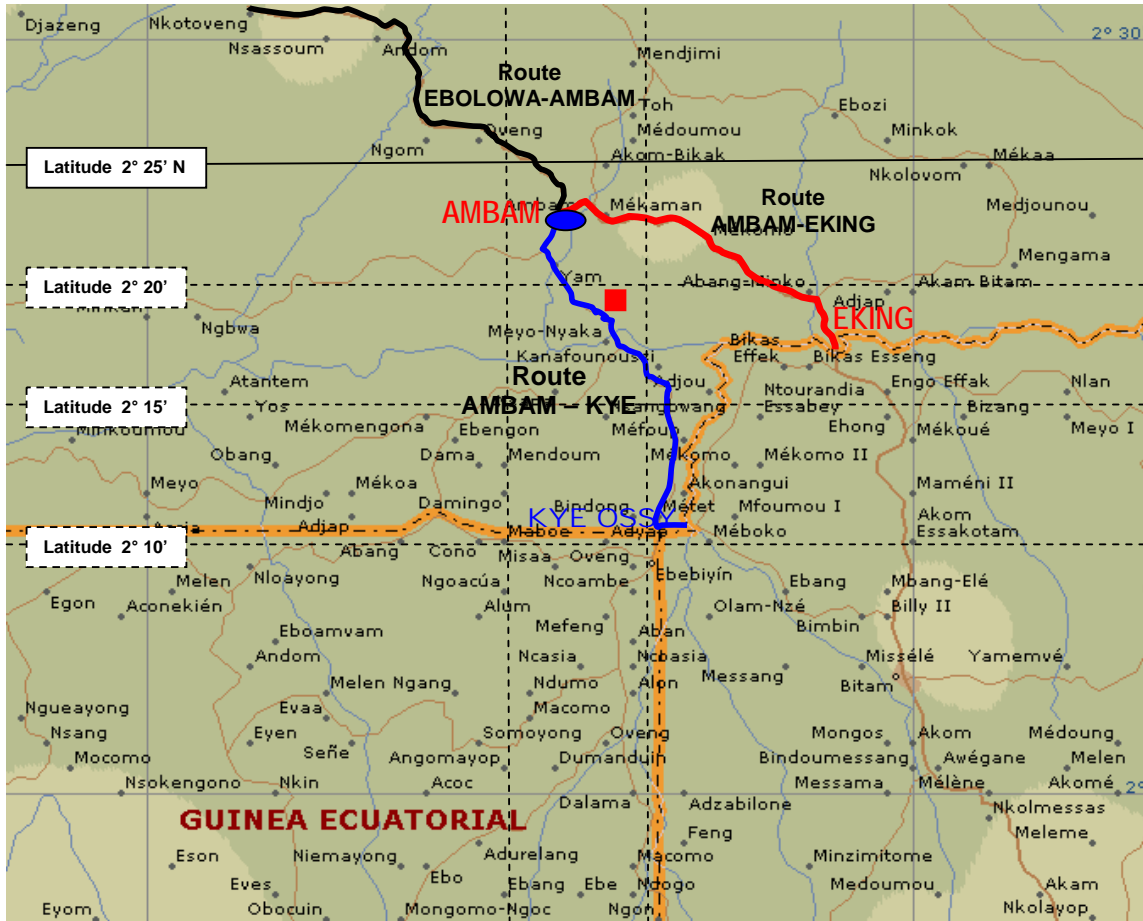 Djazeng
Nkotoveng
Nsassoum
Andom
Mendjimi
2° 30
Route
EBOLOWA-AMBAM
Toh
Ebozi
Oveng
Médoumou
Minkok
Ngom
Akom-Bikak
Latitude 2° 25’ N
Mékaa
Nkolovom
AMBAM
Mékaman
Route
AMBAM-EKING
Medjounou
Mékomo
Mengama
Yam
Latitude 2° 20’
Abang-Minko
Akam Bitam
Adjap
Ngbwa
EKING
Meyo-Nyaka
Bikas
Effek
Bikas Esseng
Route
AMBAM – KYE
Atantem
Adjou
Ntourandia
Engo Effak
Nlan
Latitude 2° 15’
Yos
Essabey
Bizang
Mékomengona
Méfoup
Ehong
Meyo I
Ebengon
Mékoué
Obang
Dama
Mendoum
Mékomo
Mékomo II
Meyo
Mindjo
Mékoa
Damingo
Akonangui
Maméni II
Bindong
Métet
Mfoumou I
Adjap
KYE OSSI
Akom
Maboe
Adyap
Méboko
Essakotam
Latitude 2° 10’
Abang
Cono
Misaa
Oveng
Melen
Nloayong
Ngoacúa
Ncoambe
Ebebiyín
Ebang
Mbang-Elé
Egon
Aconekién
Alum
Olam-Nzé
Billy II
Mefeng
Bimbin
Eboamvam
Aban
Andom
Ncasia
Ncbasia
Messang
Missélé
Yamemvé
Bitam
Melen
Ngang
Ndumo
Alon
Ngueayong
Evaa
Macomo
Nsang
Eyen
Señe
Somoyong
Oveng
Mongos
Akom
Médoung
Mocomo
Angomayop
Dumanduin
Bindoumessang
Awégane
Melen
Nsokengono
Nkin
Acoc
Messama
Mélène
Akomé
2°
Dalama
Adzabilone
Nkolmessas
GUINEA ECUATORIAL
Feng
Meleme
Eson
Niemayong
Adurelang
Macomo
Minzimitome
Ebo
Eves
Ebang
Ebe
Ndogo
Medoumou
Akam
Eyom
Obocuin
Mongomo-Ngoc
Ngon
Nkolayop